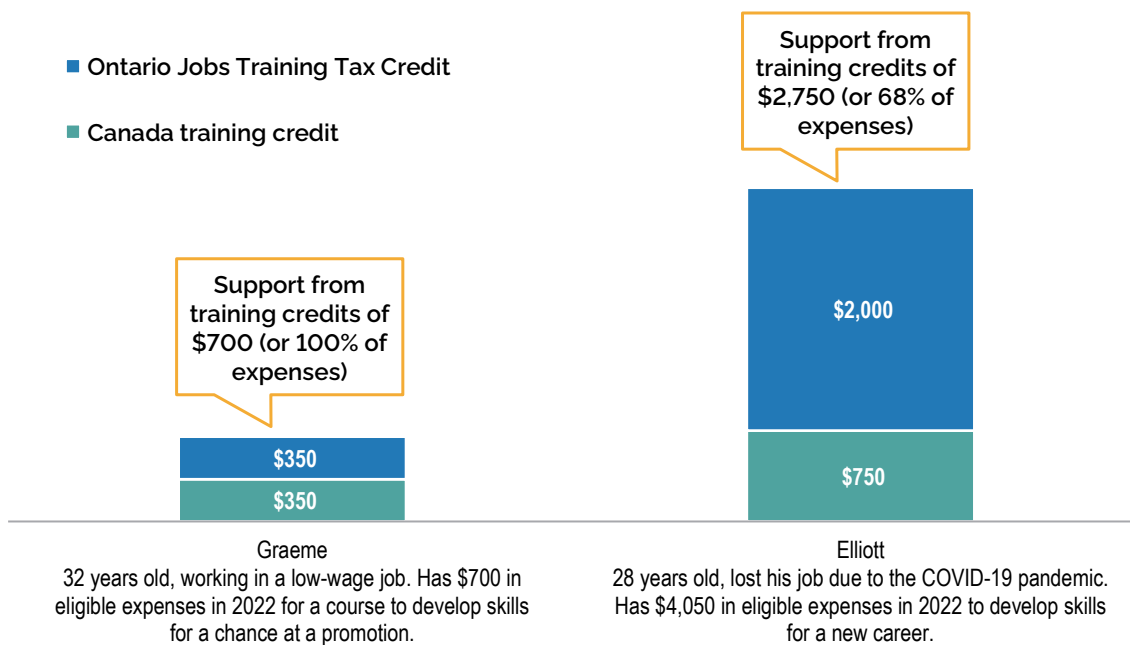 Ontario Jobs Training Tax Credit
Canada training credit
Support from
training credits of
$700 (or 100% of
expenses)
$350
$350
Support from
training credits of
$2,750 (or 68% of
expenses)
$2,000
$750
Graeme
32 years old, working in a low-wage job. Has $700 in
eligible expenses in 2022 for a course to develop skills
for a chance at a promotion.
Elliott
28 years old, lost his job due to the COVID-19 pandemic.
Has $4,050 in eligible expenses in 2022 to develop skills
for a new career.